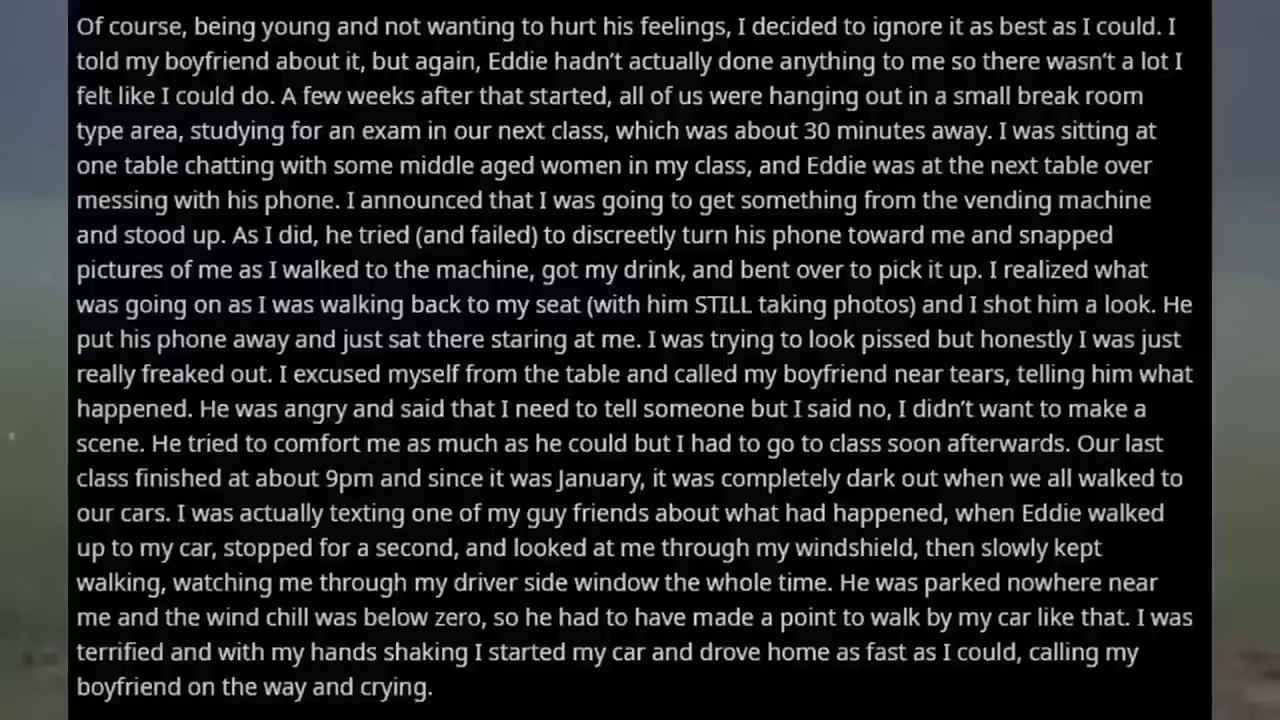 Of course, being young and not wanting to hurt his feelings, I decided to ignore it as best as I could. I
told my boyfriend about it, but again, Eddie hadn’t actually done anything to me so there wasn’t a lot I
felt like I could do. A few weeks after that started, all of us were hanging out in a small break room
type area, studying for an exam in our next class, which was about 30 minutes away. I was sitting at
one table chatting with some middle aged women in my class, and Eddie was at the next table over
messing with his phone. I announced that I was going to get something from the vending machine
and stood up. As I did, he tried (and failed) to discreetly turn his phone toward me and snapped
pictures of me as I walked to the machine, got my drink, and bent over to pick it up. I realized what
was going on as I was walking back to my seat (with him STILL taking photos) and I shot him a look. He
put his phone away and just sat there staring at me. I was trying to look pissed but honestly I was just
really freaked out. I excused myself from the table and called my boyfriend near tears, telling him what
happened. He was angry and said that I need to tell someone but I said no, I didn’t want to make a
scene. He tried to comfort me as much as he could but I had to go to class soon afterwards. Our last
class finished at about 9pm and since it was January, it was completely dark out when we all walked to
our cars. I was actually texting one of my guy friends about what had happened, when Eddie walked
up to my car, stopped for a second, and looked at me through my windshield, then slowly kept
walking, watching me through my driver side window the whole time. He was parked nowhere near
me and the wind chill was below zero, so he had to have made a point to walk by my car like that. I was
terrified and with my hands shaking I started my car and drove home as fast as I could, calling my
boyfriend on the way and crying.